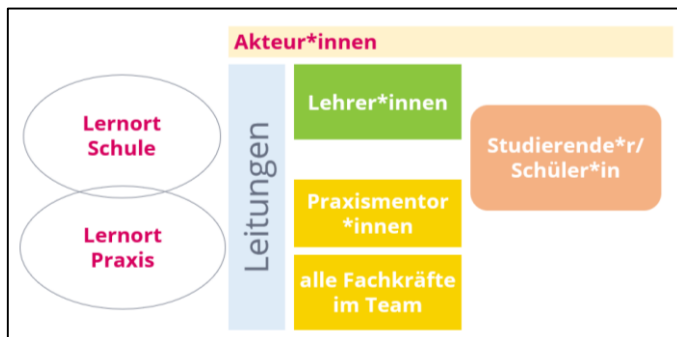 Akteur*innen
Lernort
Schule
Lernort
Praxis
Leitungen
Lehrer*innen
Praxismentor
*innen
alle Fachkräfte
im Team
Studierende*r/
Schüler*in